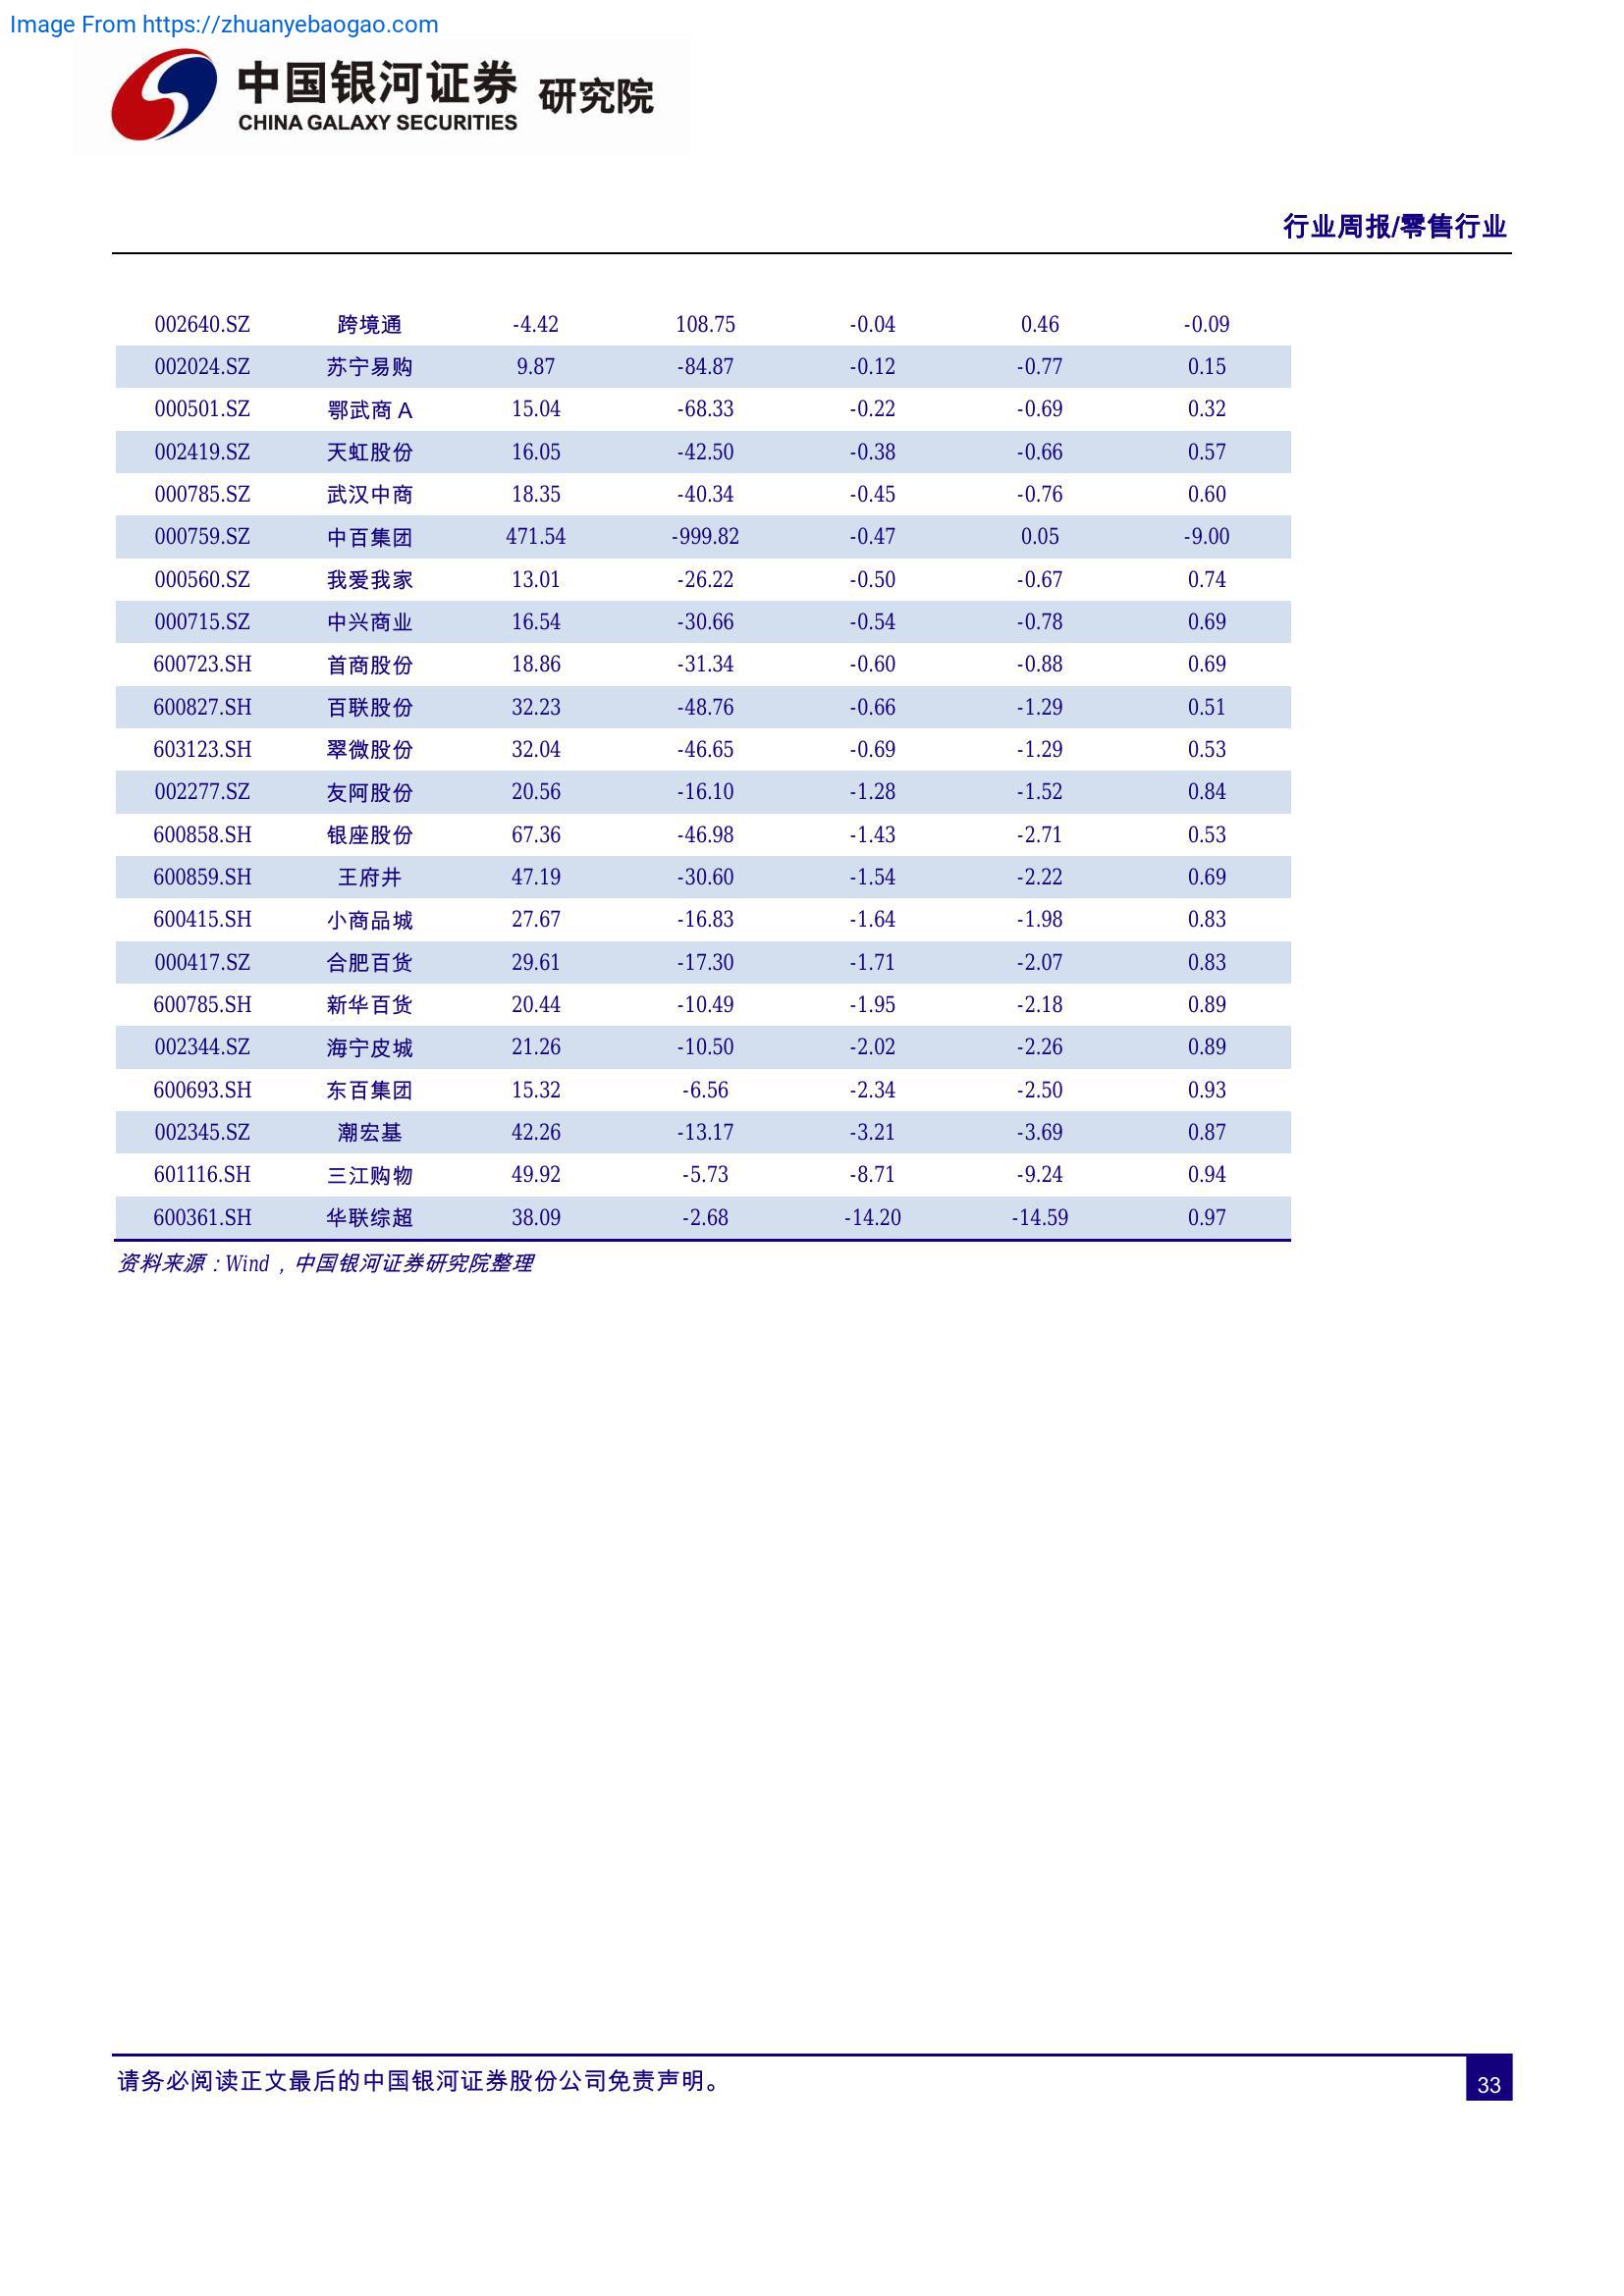 Image From https://zhuanyebaogao.com
中国银河证券 研究院
CHINA GALAXY SECURITIES
行业周报/零售行业
002640.SZ 跨境通 -4.42 108.75 -0.04 0.46 -0.09
002024.SZ 苏宁易购 9.87 -84.87 -0.12 -0.77 0.15
000501.SZ 鄂武商 A 15.04 -68.33 -0.22 -0.69 0.32
002419.SZ 天虹股份 16.05 -42.50 -0.38 -0.66 0.57
000785.SZ 武汉中商 18.35 -40.34 -0.45 -0.76 0.60
000759.SZ 中百集团 471.54 -999.82 -0.47 0.05 -9.00
000560.SZ 我爱我家 13.01 -26.22 -0.50 -0.67 0.74
000715.SZ 中兴商业 16.54 -30.66 -0.54 -0.78 0.69
600723.SH 首商股份 18.86 -31.34 -0.60 -0.88 0.69
600827.SH 百联股份 32.23 -48.76 -0.66 -1.29 0.51
603123.SH 翠微股份 32.04 -46.65 -0.69 -1.29 0.53
002277.SZ 友阿股份 20.56 -16.10 -1.28 -1.52 0.84
600858.SH 银座股份 67.36 -46.98 -1.43 -2.71 0.53
600859.SH 王府井 47.19 -30.60 -1.54 -2.22 0.69
600415.SH 小商品城 27.67 -16.83 -1.64 -1.98 0.83
000417.SZ 合肥百货 29.61 -17.30 -1.71 -2.07 0.83
600785.SH 新华百货 20.44 -10.49 -1.95 -2.18 0.89
002344.SZ 海宁皮城 21.26 -10.50 -2.02 -2.26 0.89
600693.SH 东百集团 15.32 -6.56 -2.34 -2.50 0.93
002345.SZ 潮宏基 42.26 -13.17 -3.21 -3.69 0.87
601116.SH 三江购物 49.92 -5.73 -8.71 -9.24 0.94
600361.SH 华联综超 38.09 -2.68 -14.20 -14.59 0.97
资料来源：Wind，中国银河证券研究院整理
请务必阅读正文最后的中国银河证券股份公司免责声明。
33